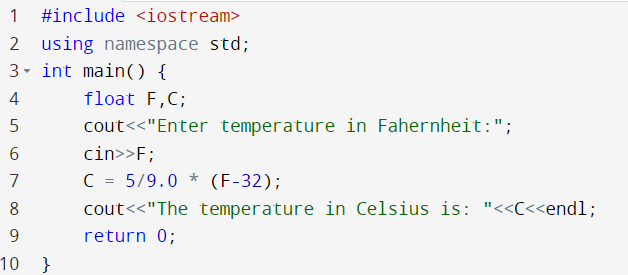 1 #include <iostream>
2 using namespace std;
3 int main() {
4 float F,C;
5 cout<<"Enter temperature in Fahernheit:";
6 cin>>F;
7 C = 5/9.0 * (F-32);
8 cout<<"The temperature in Celsius is: "<<C<<endl;
9 return 0;
10 }